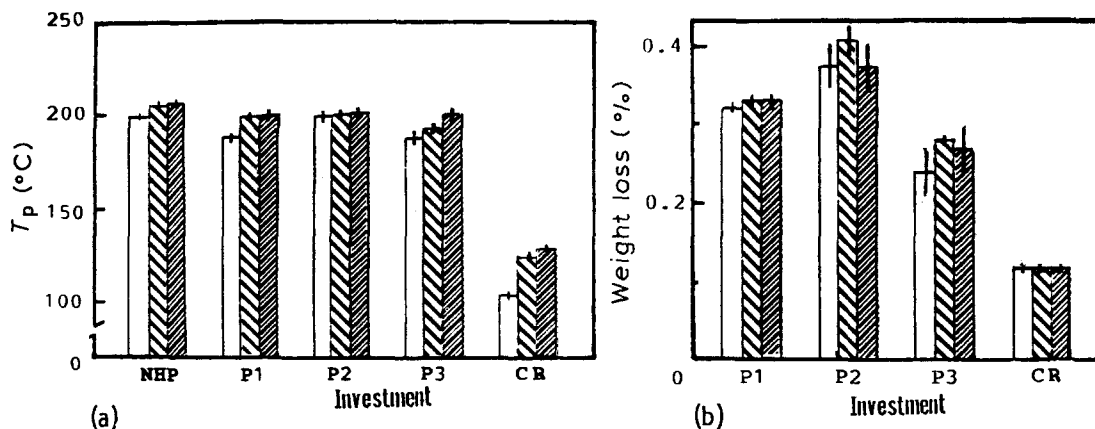 250
200
150
100
0
Tp (°C)
NHP P1 P2 P3 CR
Investment
(a)
0.4
0.2
0
Weight loss (%)
P1 P2 P3 CR
Investment
(b)